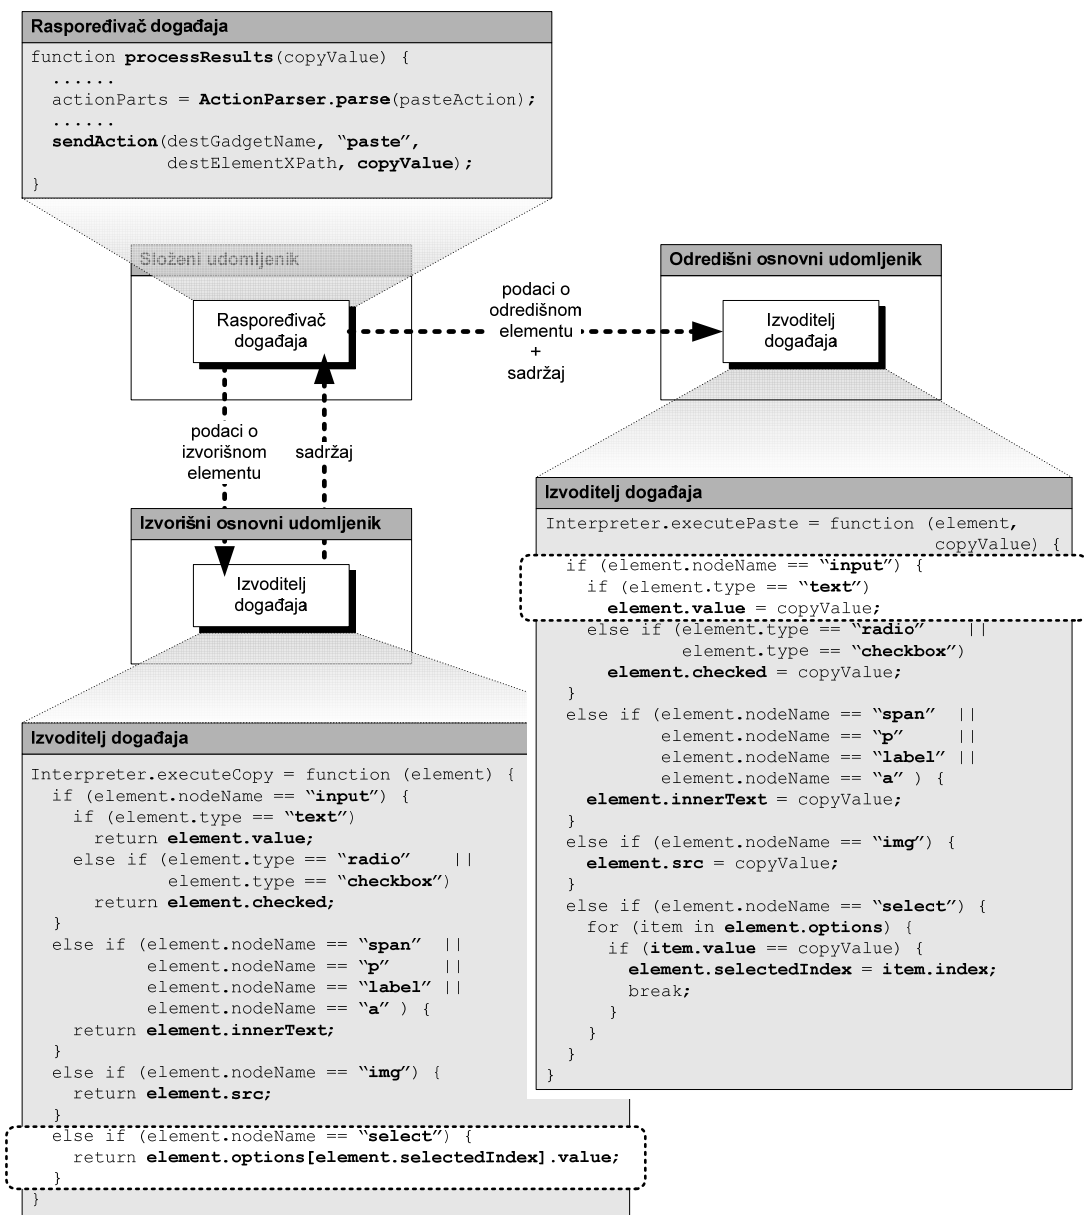 Raspoređivač događaja
function processResults(copyValue) {
  ......
  actionParts = ActionParser.parse(pasteAction);
  ......
  sendAction(destGadgetName, “paste”,
             destElementXPath, copyValue);
}
Složeni udomljenik
Raspoređivač
događaja
podaci o
odredišnom
elementu
+
sadržaj
Odredišni osnovni udomljenik
Izvoditelj
događaja
podaci o
izvorišnom
elementu
sadržaj
Izvorišni osnovni udomljenik
Izvoditelj
događaja
Izvoditelj događaja
Interpreter.executePaste = function (element,
                                     copyValue) {
  if (element.nodeName == “input”) {
    if (element.type == “text”)
      element.value = copyValue;
    else if (element.type == “radio”    ||
             element.type == “checkbox”)
      element.checked = copyValue;
  }
  else if (element.nodeName == “span”  ||
           element.nodeName == “p”     ||
           element.nodeName == “label” ||
           element.nodeName == “a” ) {
    element.innerText = copyValue;
  }
  else if (element.nodeName == “img”) {
    element.src = copyValue;
  }
  else if (element.nodeName == “select”) {
    for (item in element.options) {
      if (item.value == copyValue) {
        element.selectedIndex = item.index;
        break;
      }
    }
  }
}
Izvoditelj događaja
Interpreter.executeCopy = function (element) {
  if (element.nodeName == “input”) {
    if (element.type == “text”)
      return element.value;
    else if (element.type == “radio”    ||
             element.type == “checkbox”)
      return element.checked;
  }
  else if (element.nodeName == “span”  ||
           element.nodeName == “p”     ||
           element.nodeName == “label” ||
           element.nodeName == “a” ) {
    return element.innerText;
  }
  else if (element.nodeName == “img”) {
    return element.src;
  }
  else if (element.nodeName == “select”) {
    return element.options[element.selectedIndex].value;
  }
}